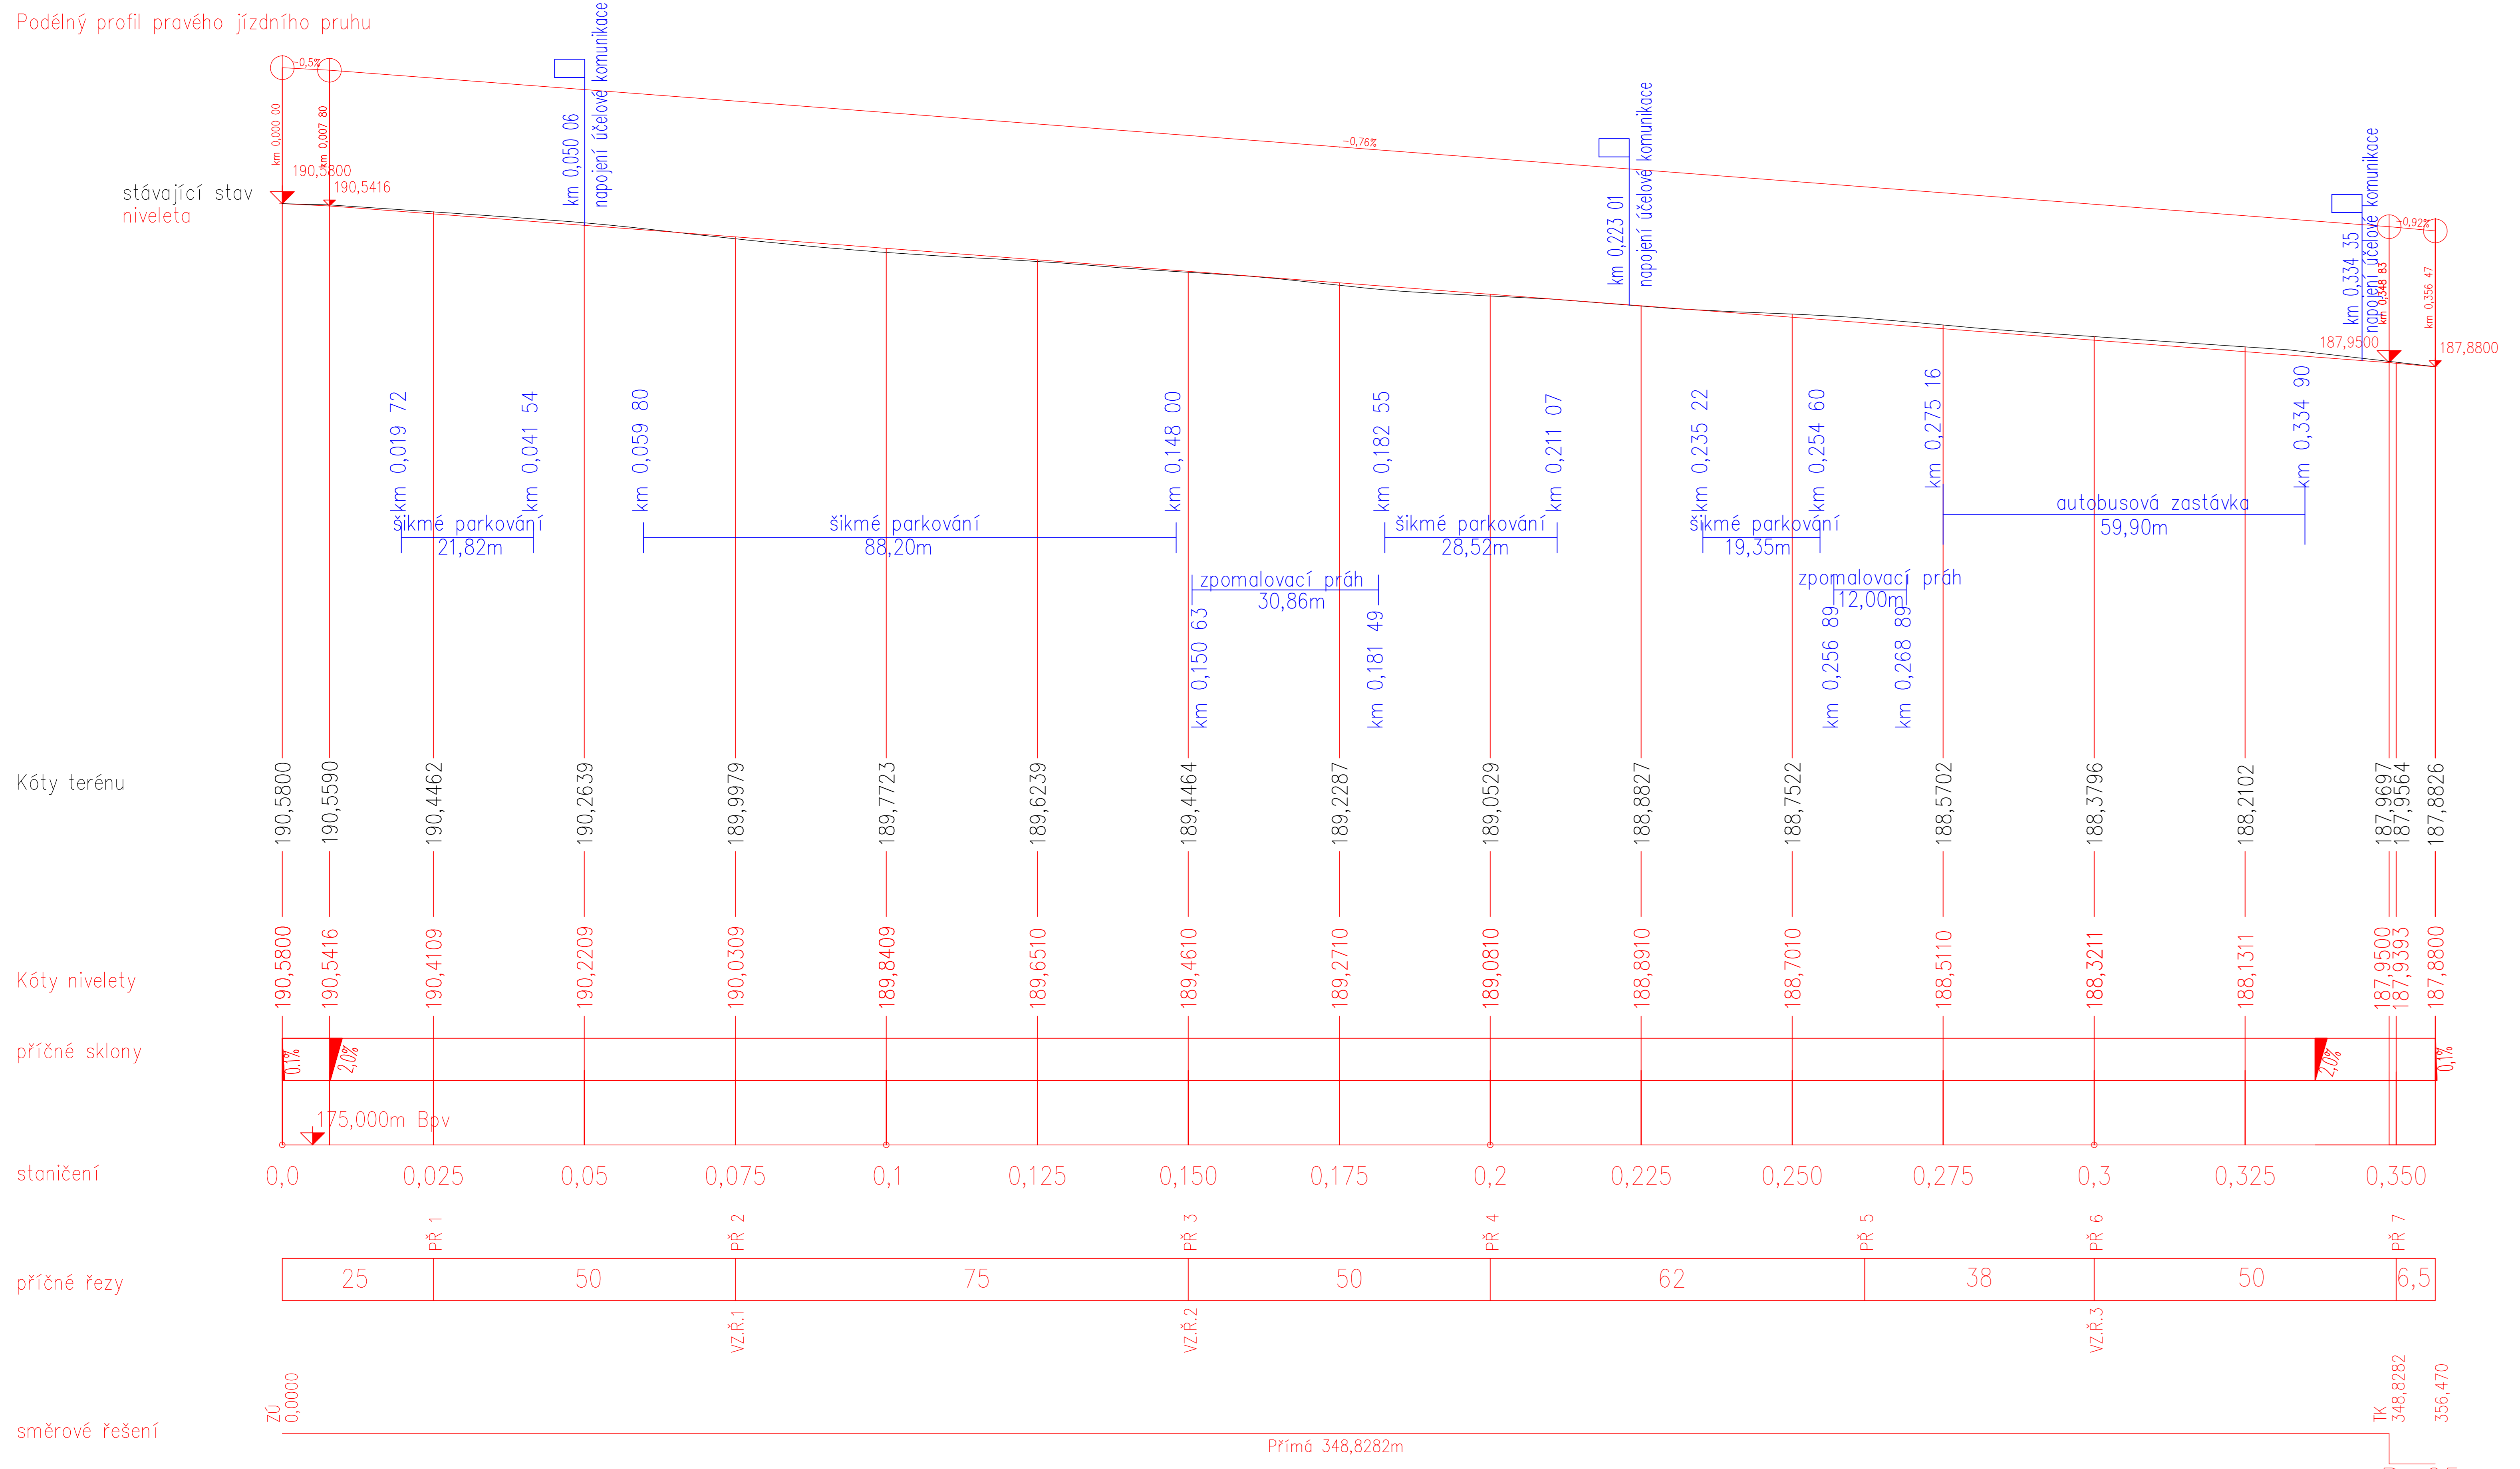 Podélný profil pravého jízdního pruhu
-0,5%
-0,76%
-0,92%
km 0,000 00
km 0,007 80
190,5800
190,5416
km 0,050 06
napojení účelové komunikace
km 0,223 01
napojení účelové komunikace
km 0,334 35
napojení účelové komunikace
km 0,348 83
km 0,356 47
187,9500
187,8800
stávající stav
niveleta
km 0,019 72
km 0,041 54
šikmé parkování
21,82m
km 0,059 80
km 0,148 00
šikmé parkování
88,20m
zpomalovací práh
30,86m
km 0,150 63
km 0,181 49
km 0,182 55
km 0,211 07
šikmé parkování
28,52m
km 0,235 22
km 0,254 60
šikmé parkování
19,35m
zpomalovací práh
12,00m
km 0,256 89
km 0,268 89
km 0,275 16
km 0,334 90
autobusová zastávka
59,90m
Kóty terénu
190,5800
190,5590
190,4462
190,2639
189,9979
189,7723
189,6239
189,4464
189,2287
189,0529
188,8827
188,7522
188,5702
188,3796
188,2102
187,9697
187,9564
187,8826
Kóty nivelety
190,5800
190,5416
190,4109
190,2209
190,0309
189,8409
189,6510
189,4610
189,2710
189,0810
188,8910
188,7010
188,5110
188,3211
188,1311
187,9500
187,9393
187,8800
příčné sklony
0.1%
2,0%
2,0%
0,1%
175,000m Bpv
staničení
0,0
0,025
0,05
0,075
0,1
0,125
0,150
0,175
0,2
0,225
0,250
0,275
0,3
0,325
0,350
PŘ 1
PŘ 2
PŘ 3
PŘ 4
PŘ 5
PŘ 6
PŘ 7
příčné řezy
25
50
75
50
62
38
50
6,5
VZ.Ř.1
VZ.Ř.2
VZ.Ř.3
směrové řešení
ZÚ
0,0000
Přímá 348,8282m
TK
348,8282
356,470